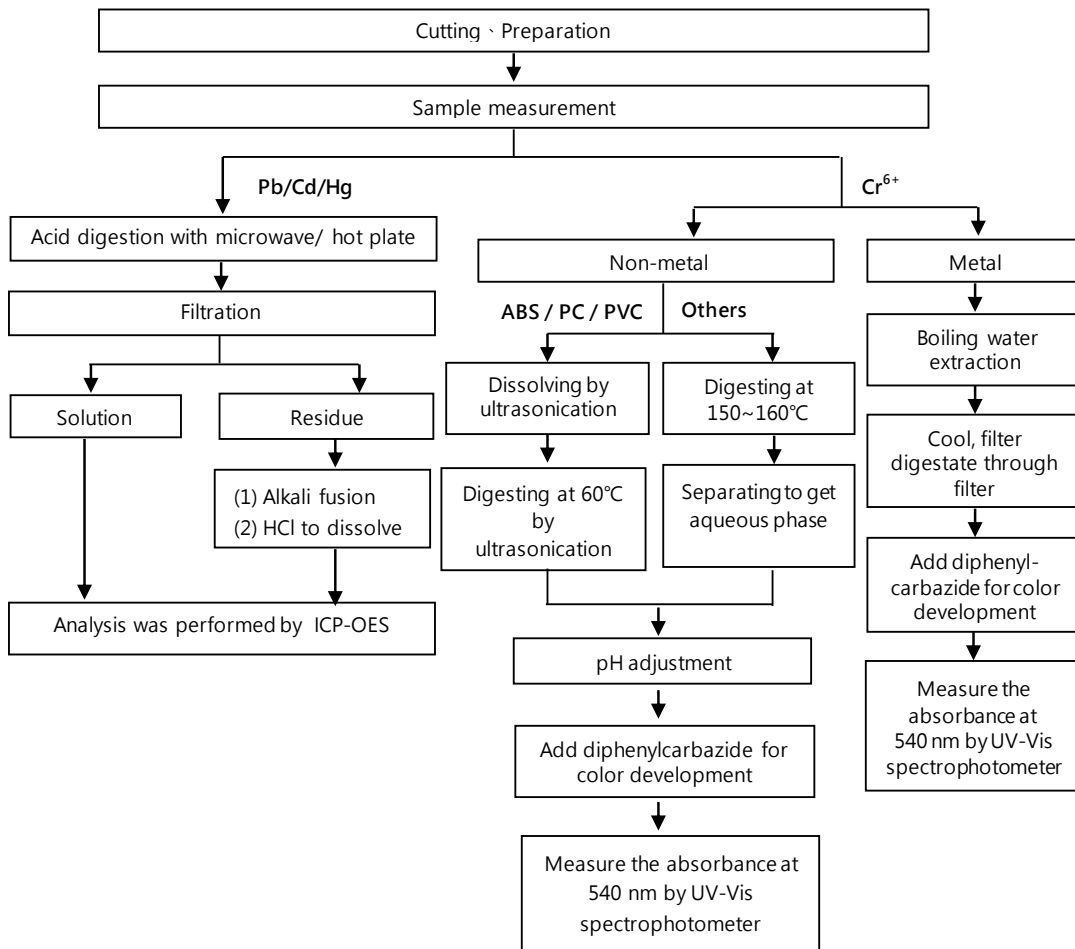 Cutting、Preparation
Sample measurement
Pb/Cd/Hg
Cr⁶⁺
Acid digestion with microwave/ hot plate
Non-metal
Metal
Filtration
ABS / PC / PVC
Others
Boiling water
extraction
Solution
Residue
Dissolving by
ultrasonication
Digesting at
150~160℃
Cool, filter
digestate through
filter
(1) Alkali fusion
(2) HCl to dissolve
Digesting at 60℃
by
ultrasonication
Separating to get
aqueous phase
Add diphenyl-
carbazide for color
development
Analysis was performed by ICP-OES
pH adjustment
Measure the
absorbance at
540 nm by UV-Vis
spectrophotometer
Add diphenylcarbazide for
color development
Measure the absorbance at
540 nm by UV-Vis
spectrophotometer